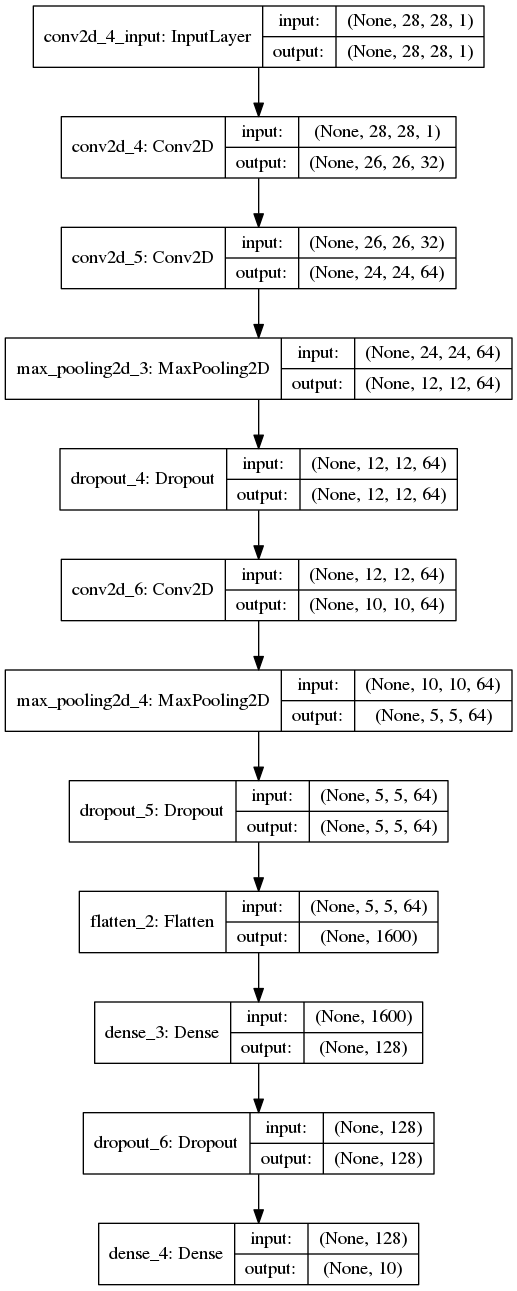 conv2d_4_input: InputLayer input: (None, 28, 28, 1)
output: (None, 28, 28, 1)
conv2d_4: Conv2D input: (None, 28, 28, 1)
output: (None, 26, 26, 32)
conv2d_5: Conv2D input: (None, 26, 26, 32)
output: (None, 24, 24, 64)
max_pooling2d_3: MaxPooling2D input: (None, 24, 24, 64)
output: (None, 12, 12, 64)
dropout_4: Dropout input: (None, 12, 12, 64)
output: (None, 12, 12, 64)
conv2d_6: Conv2D input: (None, 12, 12, 64)
output: (None, 10, 10, 64)
max_pooling2d_4: MaxPooling2D input: (None, 10, 10, 64)
output: (None, 5, 5, 64)
dropout_5: Dropout input: (None, 5, 5, 64)
output: (None, 5, 5, 64)
flatten_2: Flatten input: (None, 5, 5, 64)
output: (None, 1600)
dense_3: Dense input: (None, 1600)
output: (None, 128)
dropout_6: Dropout input: (None, 128)
output: (None, 128)
dense_4: Dense input: (None, 128)
output: (None, 10)